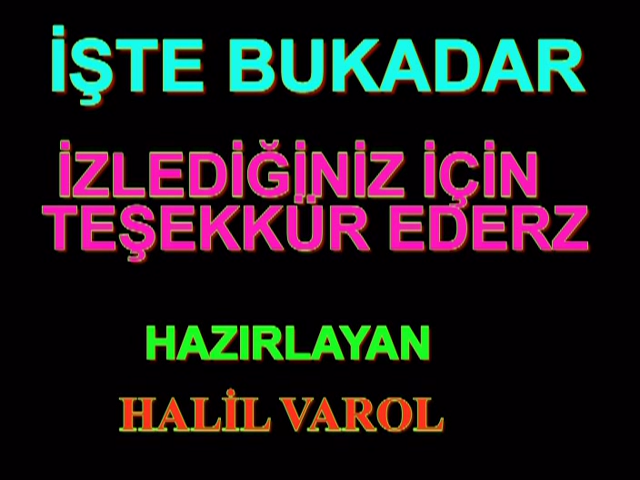 İŞTE BUKADAR
İZLEDİĞİNİZ İÇİN
TEŞEKKÜR EDERZ
HAZIRLAYAN
HALİL VAROL